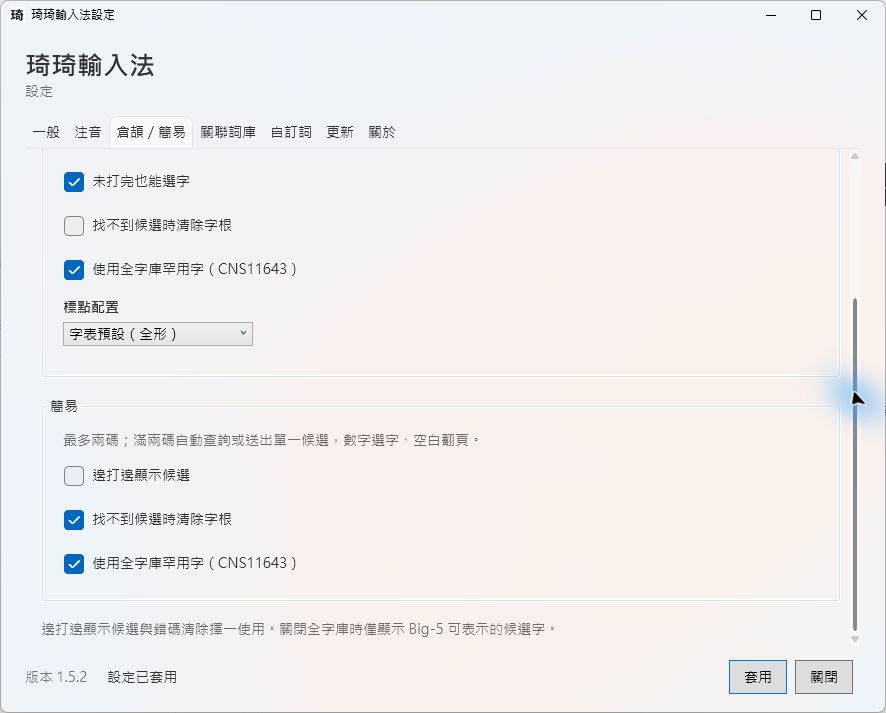 琦 琦琦輸入法設定
琦琦輸入法
設定
一般 注音 倉頡 / 簡易 關聯詞庫 自訂詞 更新 關於
未打完也能選字
找不到候選時清除字根
使用全字庫罕用字（CNS11643）
標點配置
字表預設（全形）
簡易
最多兩碼；滿兩碼自動查詢或送出單一候選，數字選字、空白翻頁。
邊打邊顯示候選
找不到候選時清除字根
使用全字庫罕用字（CNS11643）
邊打邊顯示候選與錯碼清除擇一使用。關閉全字庫時僅顯示 Big-5 可表示的候選字。
版本 1.5.2 設定已套用 套用 關閉